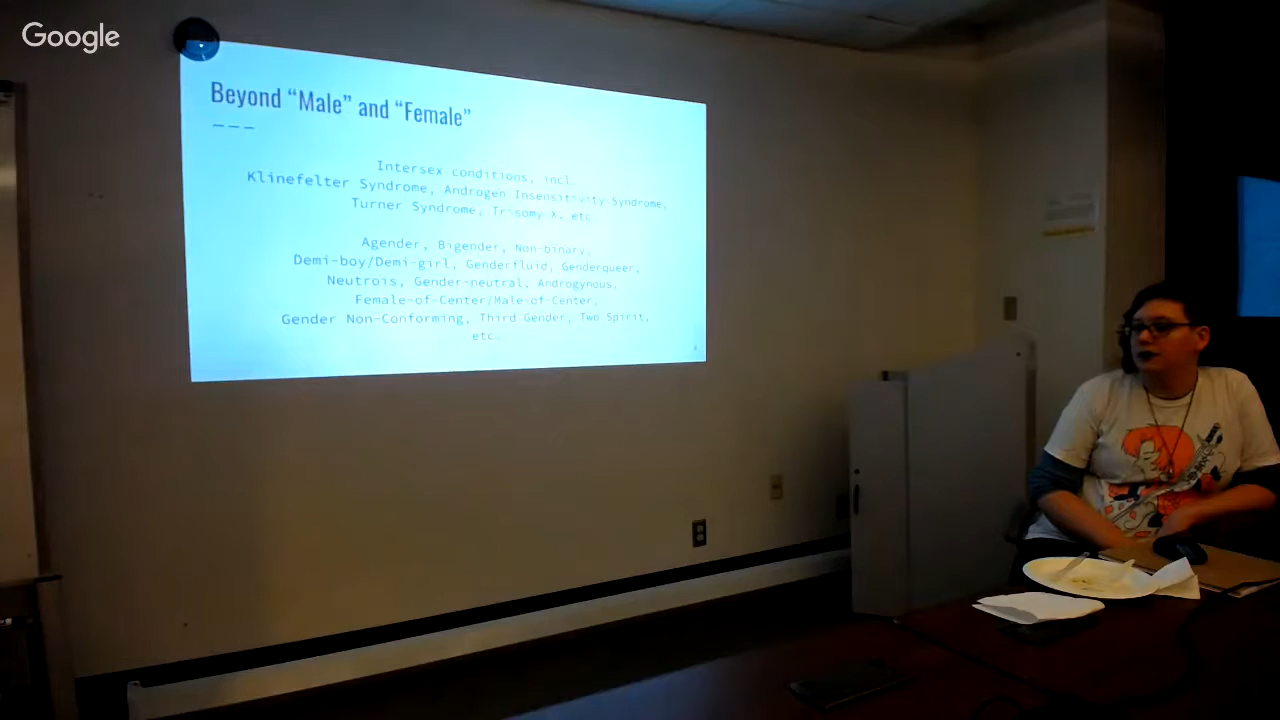 Google
Beyond “Male” and “Female”
Intersex conditions, incl.
Klinefelter Syndrome, Androgen Insensitivity Syndrome,
Turner Syndrome, Trisomy X, etc.
Agender, Bigender, Non-binary,
Demi-boy/Demi-girl, Genderfluid, Genderqueer,
Neutrois, Gender-neutral, Androgynous,
Female-of-Center/Male-of-Center,
Gender Non-Conforming, Third Gender, Two Spirit,
etc.